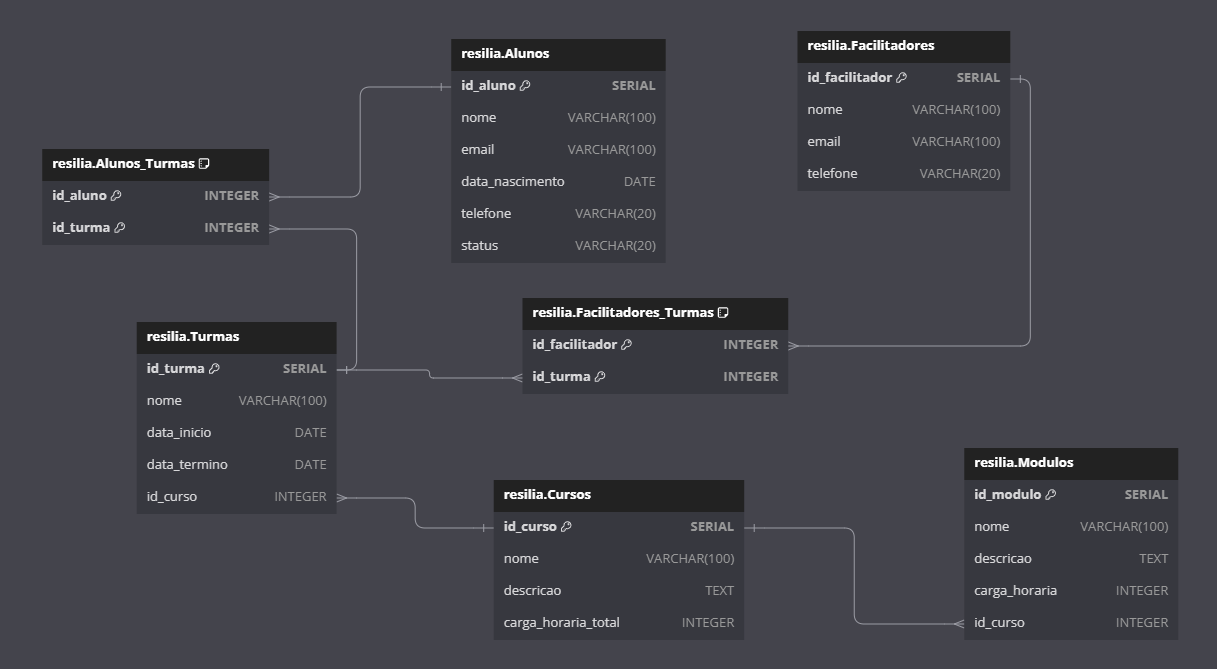 resilia.Alunos
id_aluno SERIAL
nome VARCHAR(100)
email VARCHAR(100)
data_nascimento DATE
telefone VARCHAR(20)
status VARCHAR(20)
resilia.Facilitadores
id_facilitador SERIAL
nome VARCHAR(100)
email VARCHAR(100)
telefone VARCHAR(20)
resilia.Alunos_Turmas
id_aluno INTEGER
id_turma INTEGER
resilia.Facilitadores_Turmas
id_facilitador INTEGER
id_turma INTEGER
resilia.Turmas
id_turma SERIAL
nome VARCHAR(100)
data_inicio DATE
data_termino DATE
id_curso INTEGER
resilia.Cursos
id_curso SERIAL
nome VARCHAR(100)
descricao TEXT
carga_horaria_total INTEGER
resilia.Modulos
id_modulo SERIAL
nome VARCHAR(100)
descricao TEXT
carga_horaria INTEGER
id_curso INTEGER